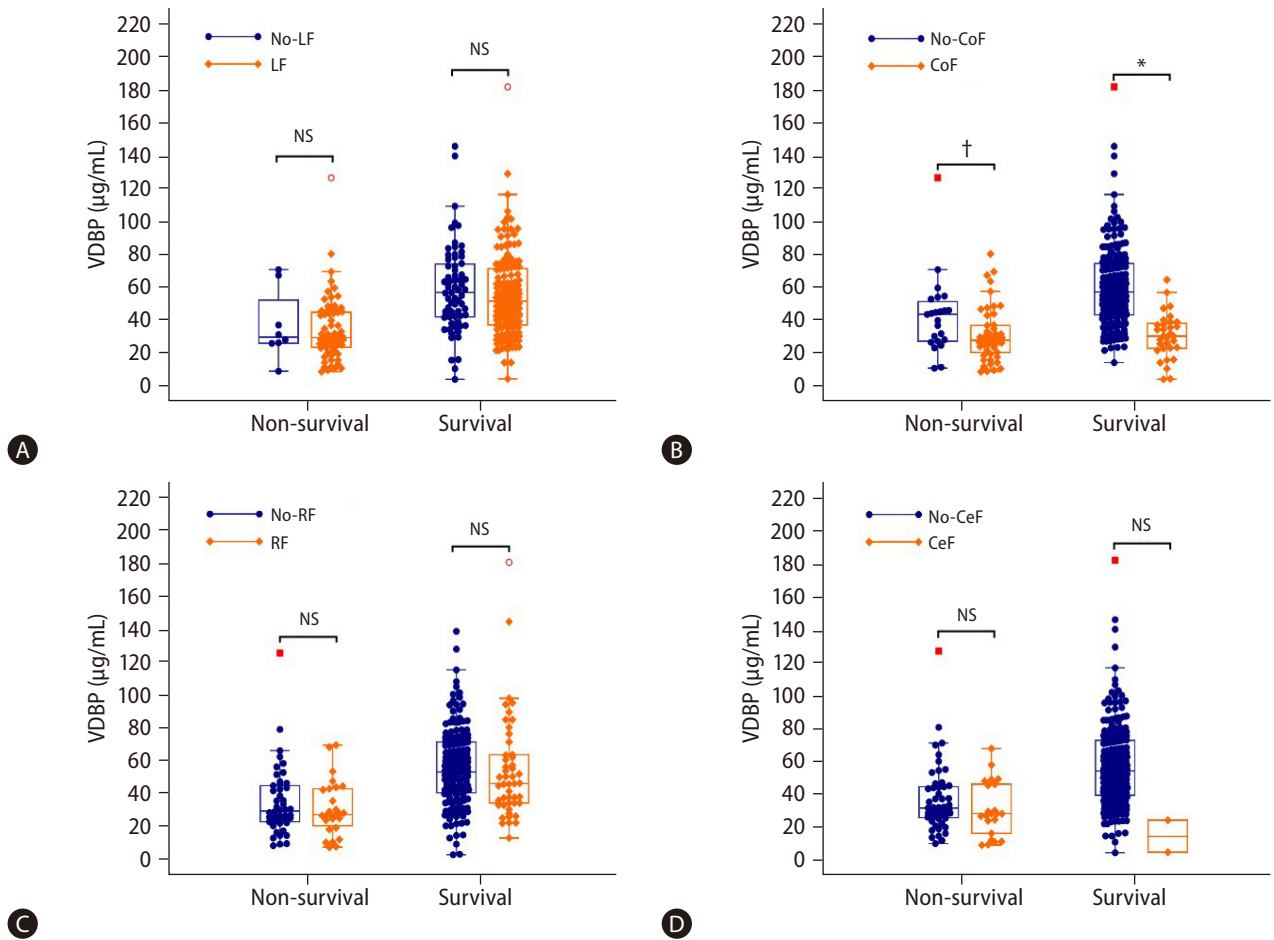 220
200
180
160
140
120
100
80
60
40
20
0
VDBP (µg/mL)
No-LF
LF
NS
NS
Non-survival
Survival
A
220
200
180
160
140
120
100
80
60
40
20
0
VDBP (µg/mL)
No-CoF
CoF
†
*
Non-survival
Survival
B
220
200
180
160
140
120
100
80
60
40
20
0
VDBP (µg/mL)
No-RF
RF
NS
NS
Non-survival
Survival
C
220
200
180
160
140
120
100
80
60
40
20
0
VDBP (µg/mL)
No-CeF
CeF
NS
NS
Non-survival
Survival
D